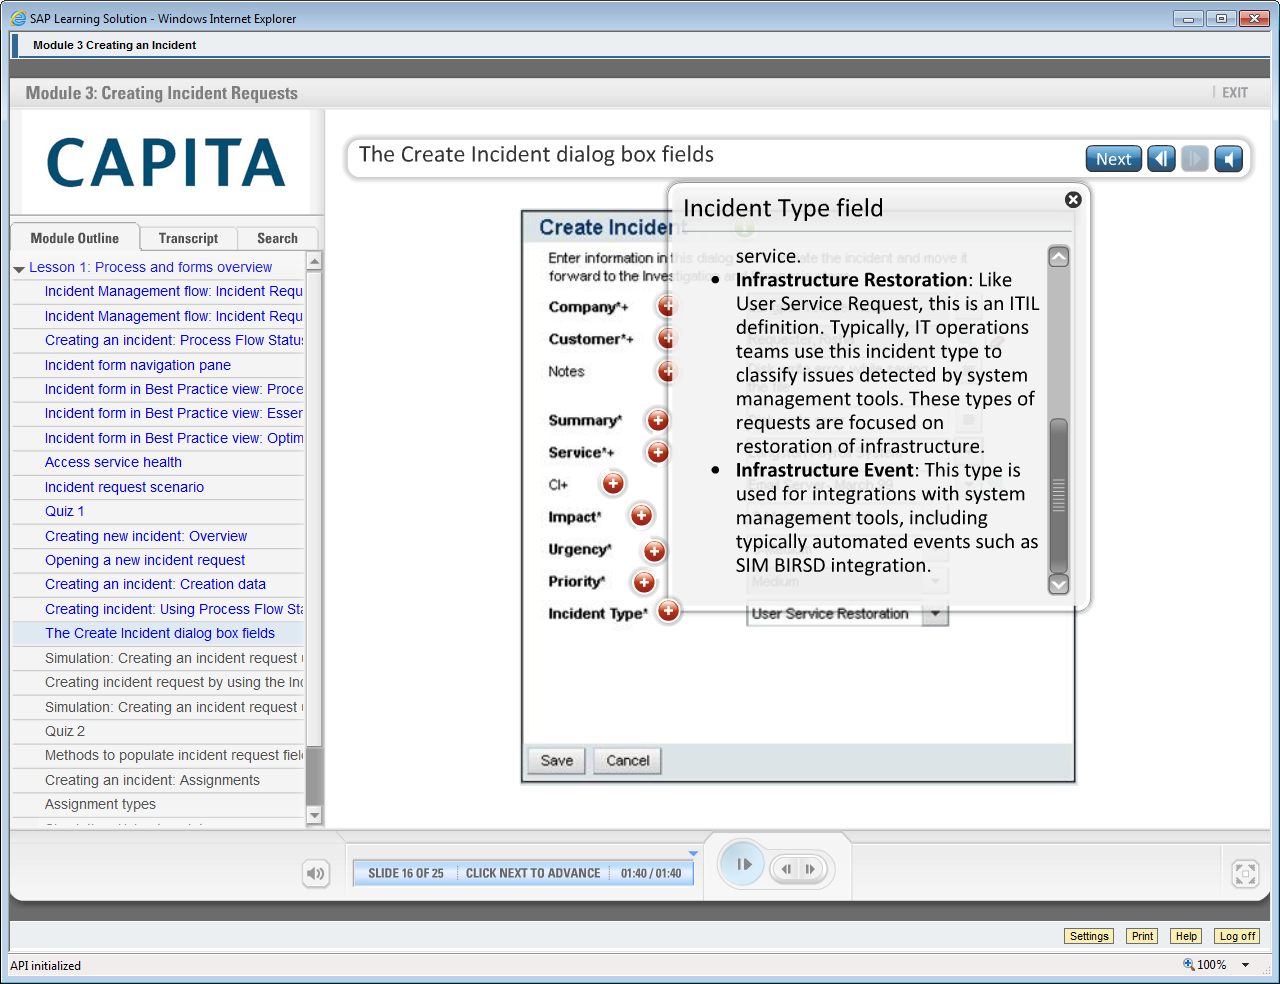 SAP Learning Solution - Windows Internet Explorer
Module 3 Creating an Incident
Module 3: Creating Incident Requests
EXIT
CAPITA
The Create Incident dialog box fields
Next
Module Outline
Transcript
Search
Lesson 1: Process and forms overview
Incident Management flow: Incident Requ
Incident Management flow: Incident Requ
Creating an incident: Process Flow Statu
Incident form navigation pane
Incident form in Best Practice view: Proce
Incident form in Best Practice view: Essen
Incident form in Best Practice view: Optim
Access service health
Incident request scenario
Quiz 1
Creating new incident: Overview
Opening a new incident request
Creating an incident: Creation data
Creating incident: Using Process Flow Sta
The Create Incident dialog box fields
Simulation: Creating an incident request u
Creating incident request by using the Inc
Simulation: Creating an incident request u
Quiz 2
Methods to populate incident request field
Creating an incident: Assignments
Assignment types
Create Incident
Enter information in this dialog
forward to the Inves
Company*+
Customer*+
Notes
Summary*
Service*+
CI+
Impact*
Urgency*
Priority*
Medium
Incident Type*
User Service Restoration
Save
Cancel
Incident Type field
service.
• Infrastructure Restoration: Like
User Service Request, this is an ITIL
definition. Typically, IT operations
teams use this incident type to
classify issues detected by system
management tools. These types of
requests are focused on
restoration of infrastructure.
• Infrastructure Event: This type is
used for integrations with system
management tools, including
typically automated events such as
SIM BIRSD integration.
SLIDE 16 OF 25
CLICK NEXT TO ADVANCE
01:40 / 01:40
Settings
Print
Help
Log off
API initialized
100%